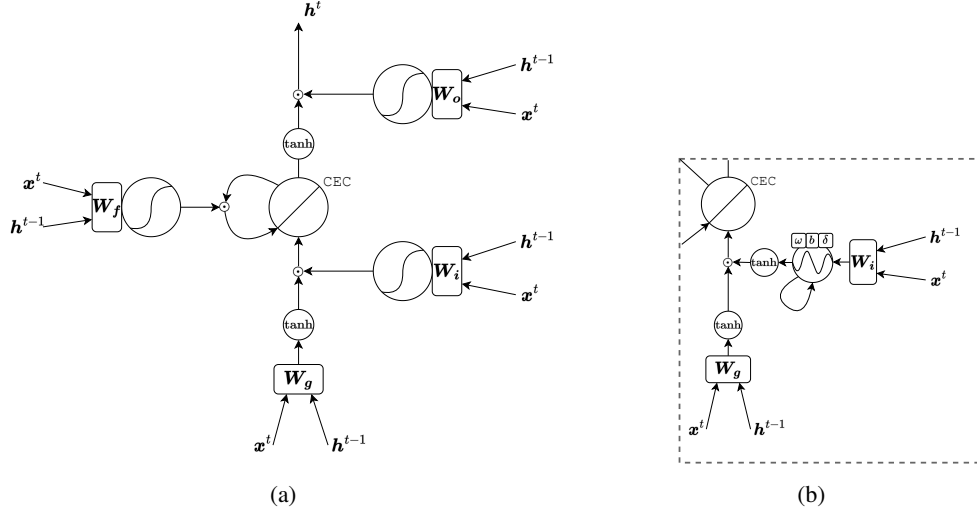 h^t
h^{t-1}
W_o
x^t
tanh
CEC
x^t
W_f
h^{t-1}
h^{t-1}
W_i
x^t
tanh
W_g
x^t
h^{t-1}
(a)
CEC
ω b δ
h^{t-1}
tanh
W_i
x^t
tanh
W_g
x^t
h^{t-1}
(b)